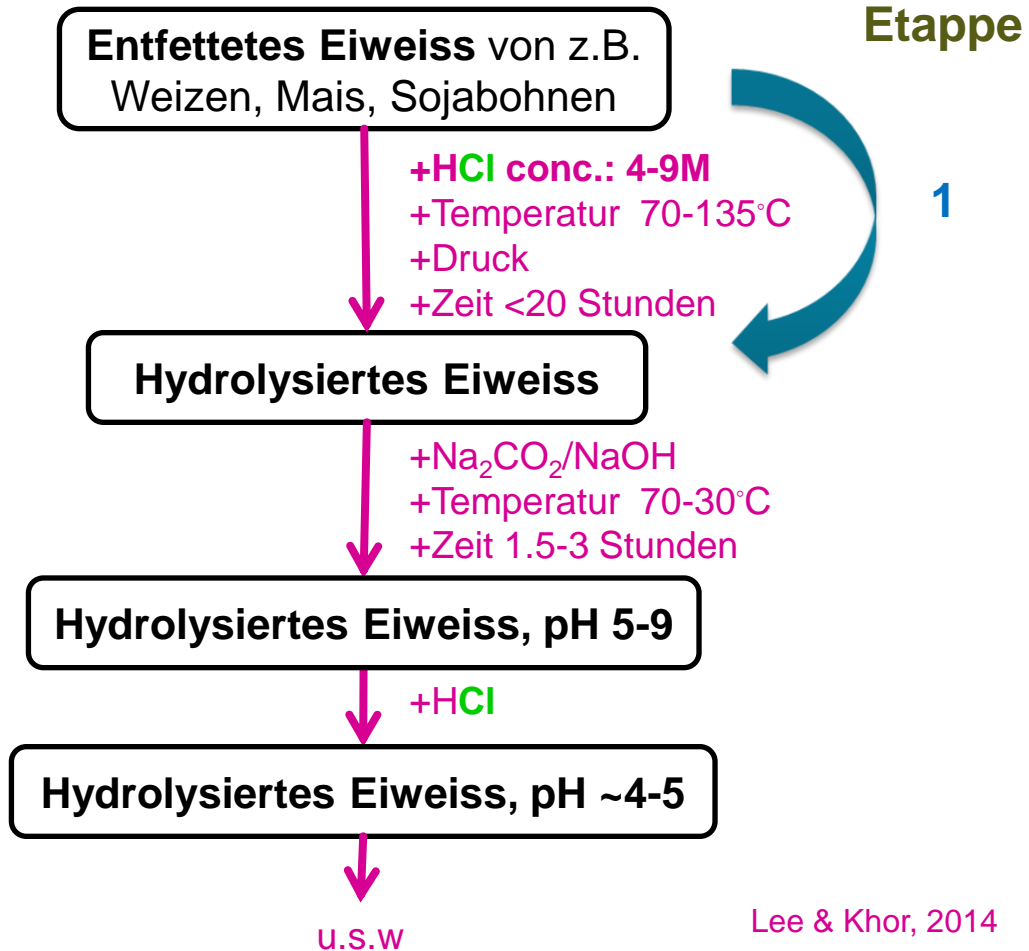 Etappe
Entfettetes Eiweiss von z.B.
Weizen, Mais, Sojabohnen
+HCl conc.: 4-9M
+Temperatur 70-135°C
+Druck
+Zeit <20 Stunden
1
Hydrolysiertes Eiweiss
+Na₂CO₂/NaOH
+Temperatur 70-30°C
+Zeit 1.5-3 Stunden
Hydrolysiertes Eiweiss, pH 5-9
+HCl
Hydrolysiertes Eiweiss, pH ~4-5
u.s.w
Lee & Khor, 2014